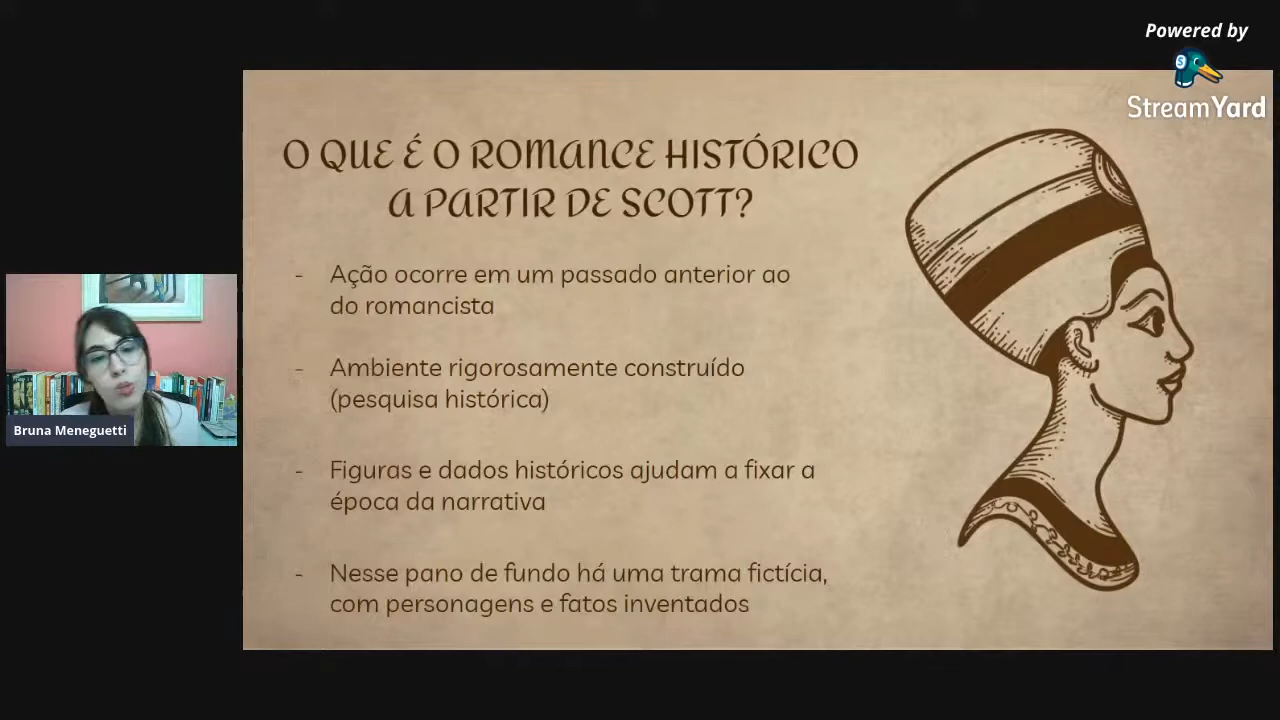 Powered by
StreamYard
O QUE É O ROMANCE HISTÓRICO
A PARTIR DE SCOTT?
- Ação ocorre em um passado anterior ao
do romancista
- Ambiente rigorosamente construído
(pesquisa histórica)
- Figuras e dados históricos ajudam a fixar a
época da narrativa
- Nesse pano de fundo há uma trama fictícia,
com personagens e fatos inventados
Bruna Meneguetti